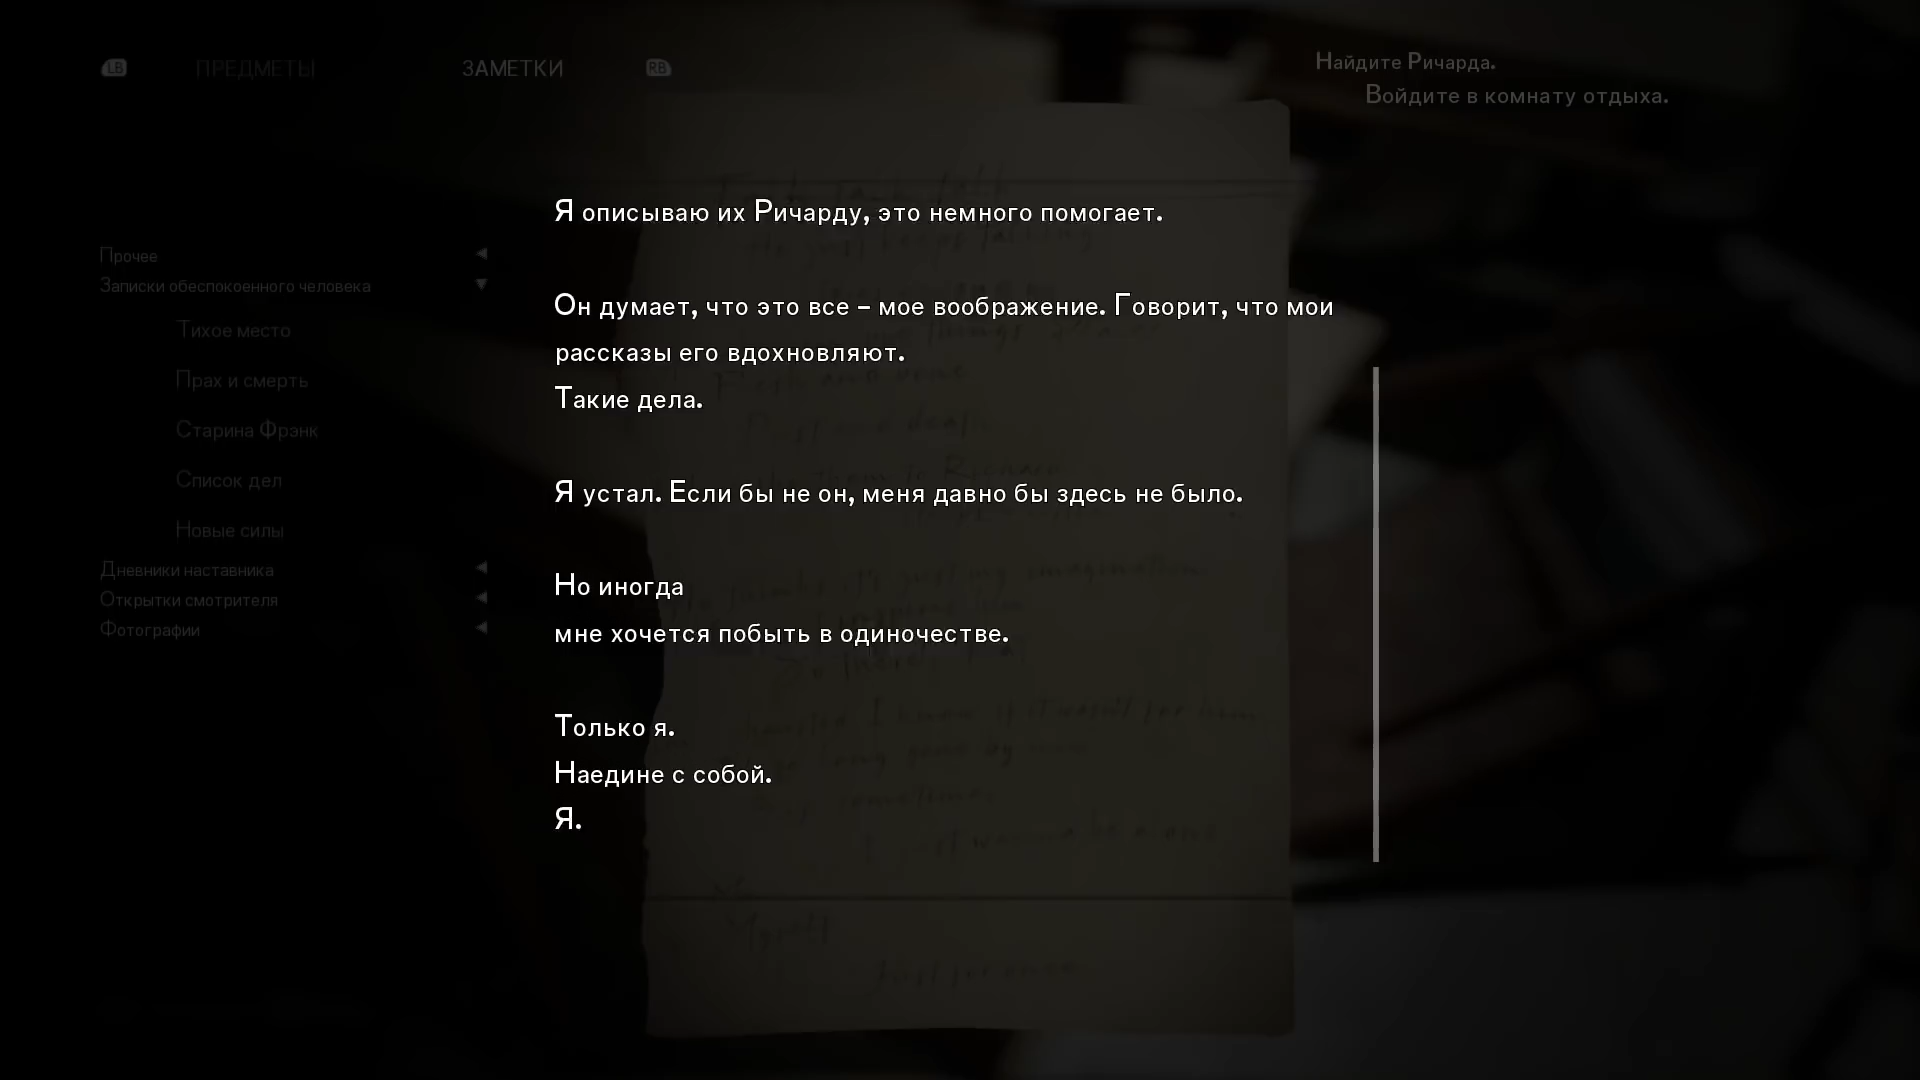 LB ПРЕДМЕТЫ ЗАМЕТКИ RB
Найдите Ричарда.
Войдите в комнату отдыха.
Прочее
Записки обеспокоенного человека
Тихое место
Прах и смерть
Старина Фрэнк
Список дел
Новые силы
Дневники наставника
Открытки смотрителя
Фотографии
Я описываю их Ричарду, это немного помогает.
Он думает, что это все – мое воображение. Говорит, что мои
рассказы его вдохновляют.
Такие дела.
Я устал. Если бы не он, меня давно бы здесь не было.
Но иногда
мне хочется побыть в одиночестве.
Только я.
Наедине с собой.
Я.